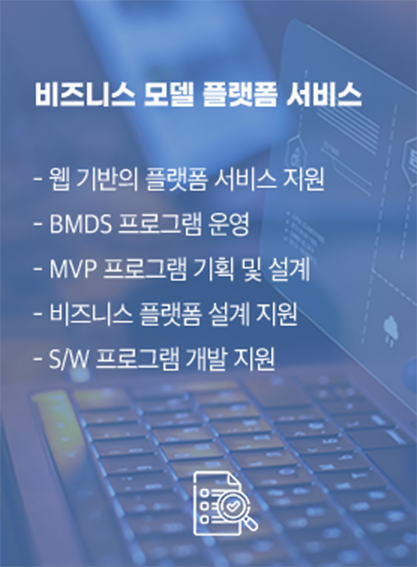 비즈니스 모델 플랫폼 서비스
- 웹 기반의 플랫폼 서비스 지원
- BMDS 프로그램 운영
- MVP 프로그램 기획 및 설계
- 비즈니스 플랫폼 설계 지원
- S/W 프로그램 개발 지원